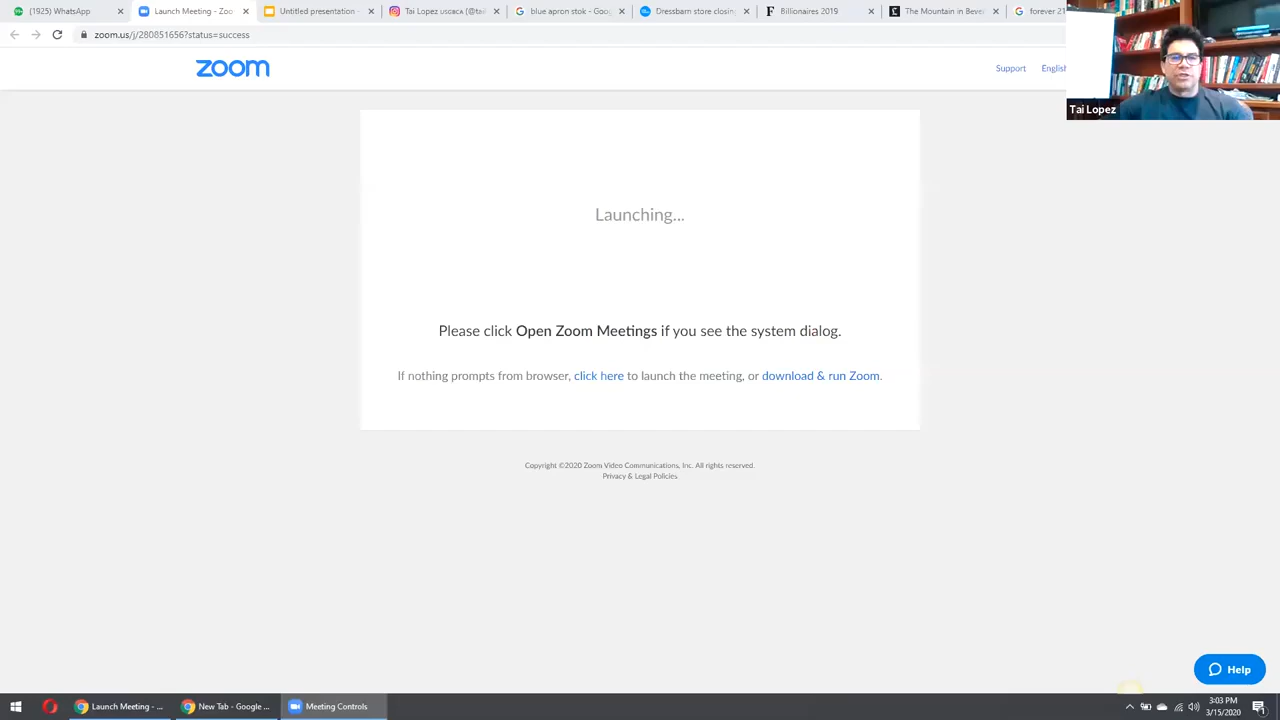 (1925) WhatsApp
Launch Meeting - Zoo
Untitled presentation -
Tai Lopez
blue apron stok - Goo
Dressbarn store closin
Billionaires 2019
The Mountain in Beve
forever 21
zoom.us/j/280851656?status=success
zoom
Support
English
Tai Lopez
Launching...
Please click Open Zoom Meetings if you see the system dialog.
If nothing prompts from browser, click here to launch the meeting, or download & run Zoom.
Copyright ©2020 Zoom Video Communications, Inc. All rights reserved.
Privacy & Legal Policies
Help
Launch Meeting - ...
New Tab - Google ...
Meeting Controls
3:03 PM
3/15/2020